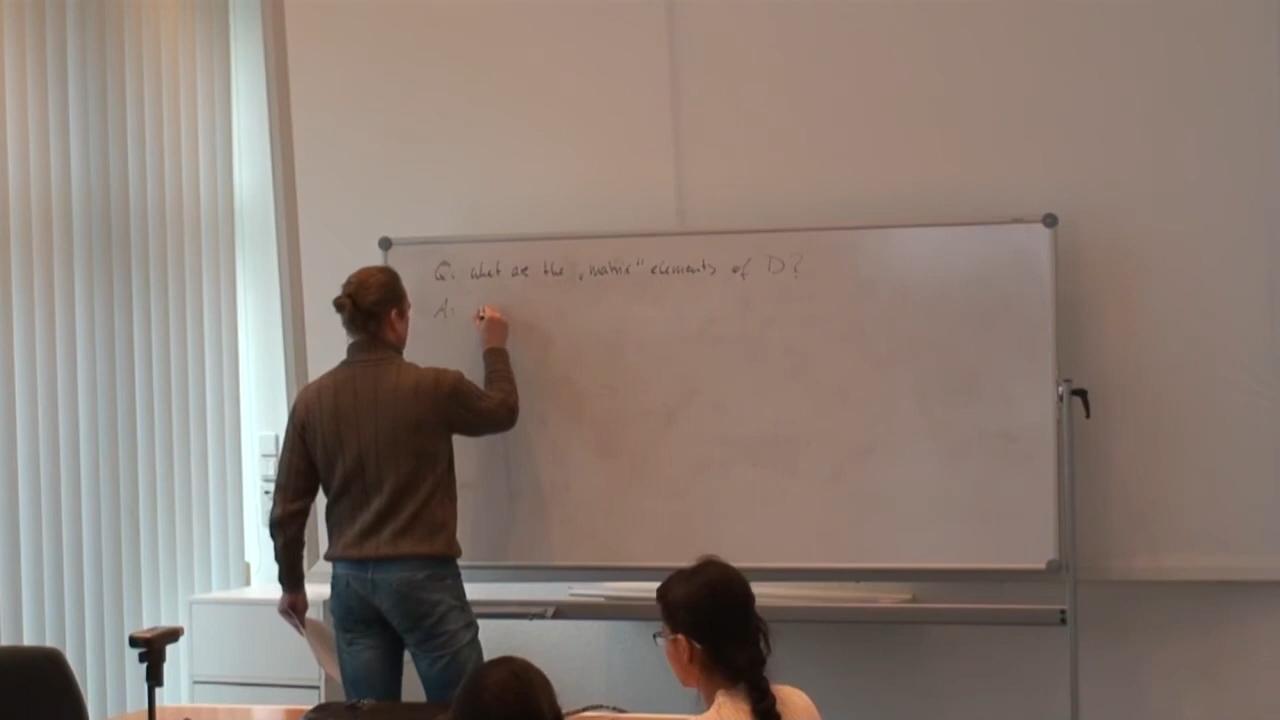 Q: what are the „matrix" elements of D?
A: